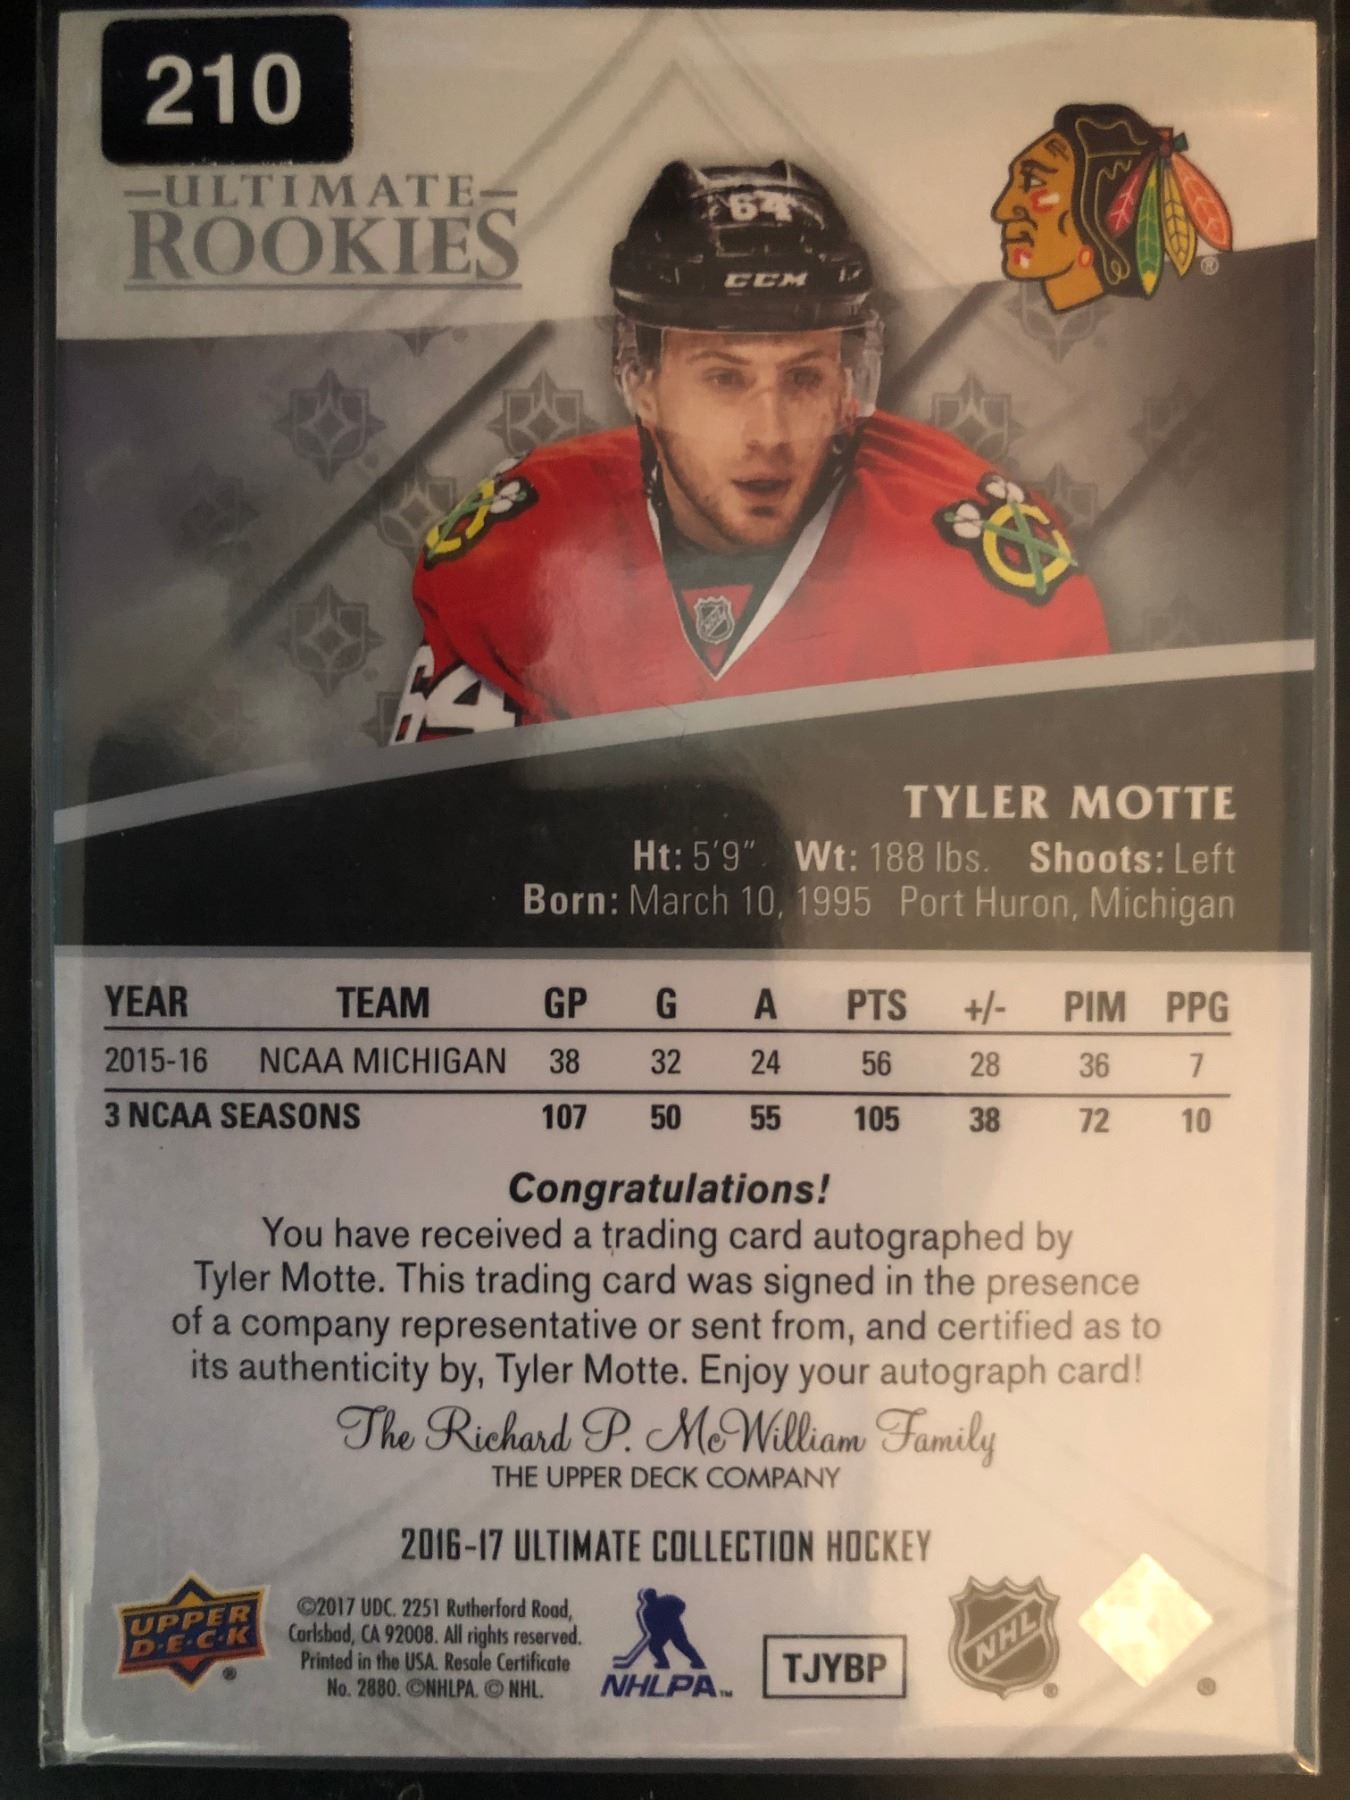 210
ULTIMATE
ROOKIES
64
CCM
64
NHL
TYLER MOTTE
Ht: 5'9" Wt: 188 lbs. Shoots: Left
Born: March 10, 1995 Port Huron, Michigan
YEAR TEAM GP G A PTS +/- PIM PPG
2015-16 NCAA MICHIGAN 38 32 24 56 28 36 7
3 NCAA SEASONS 107 50 55 105 38 72 10
Congratulations!
You have received a trading card autographed by
Tyler Motte. This trading card was signed in the presence
of a company representative or sent from, and certified as to
its authenticity by, Tyler Motte. Enjoy your autograph card!
The Richard P. McWilliam Family
THE UPPER DECK COMPANY
2016-17 ULTIMATE COLLECTION HOCKEY
UPPER
D·E·C·K
®
©2017 UDC. 2251 Rutherford Road,
Carlsbad, CA 92008. All rights reserved.
Printed in the USA. Resale Certificate
No. 2880. ©NHLPA. © NHL.
NHLPA™
TJYBP
NHL
®
®